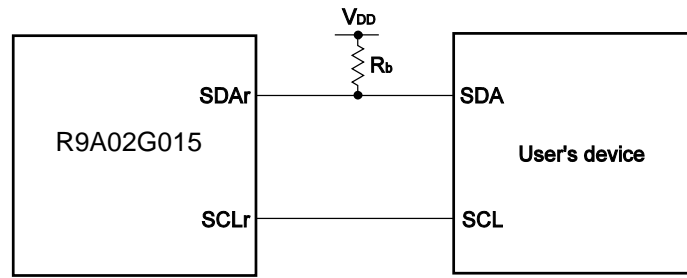 VDD
Rb
SDAr
SDA
R9A02G015
User's device
SCLr
SCL